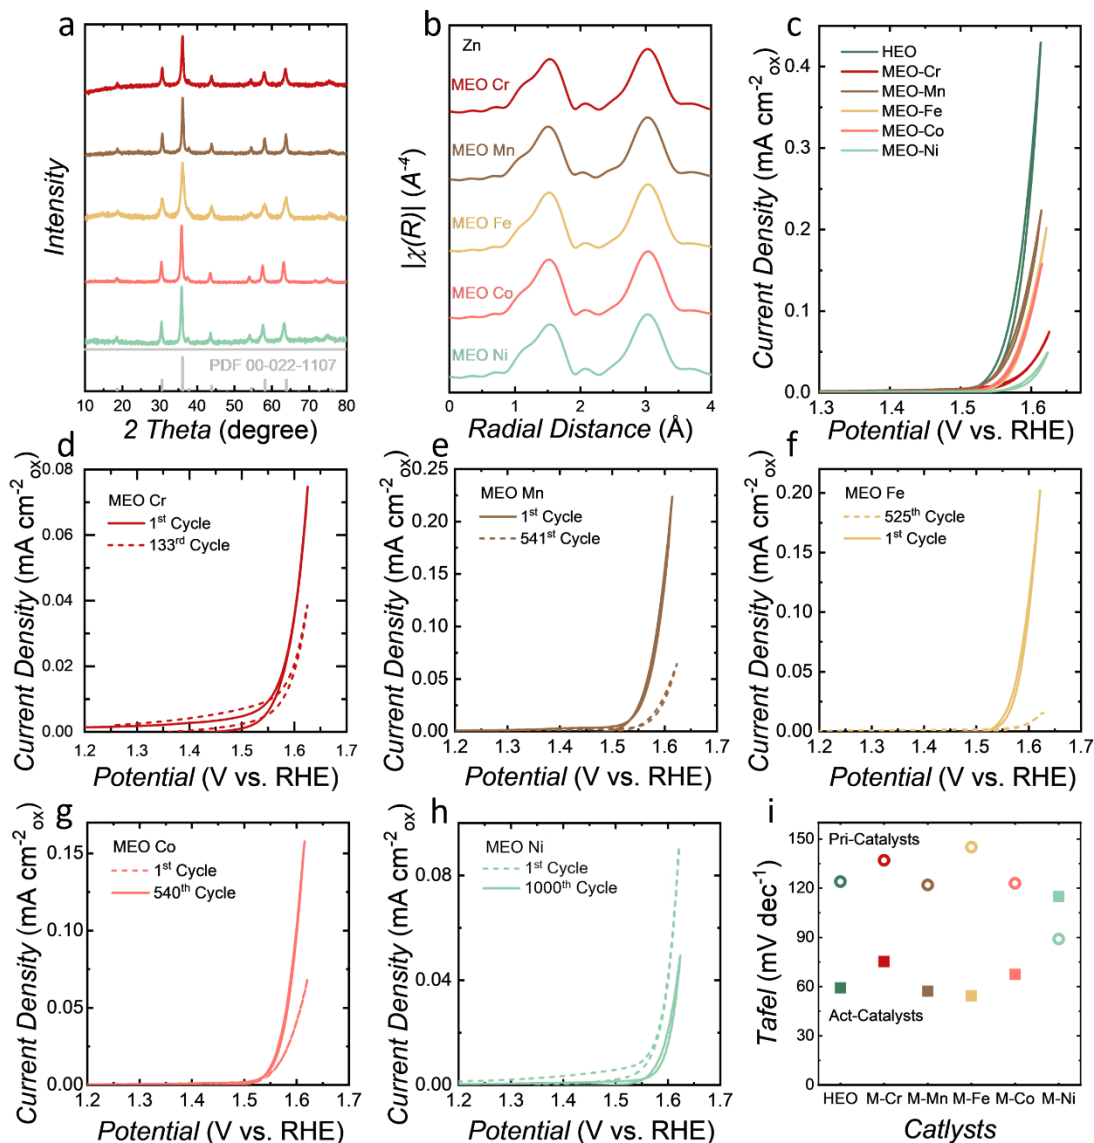 a
Intensity
PDF 00-022-1107
10 20 30 40 50 60 70 80
2 Theta (degree)
b
Zn
MEO Cr
MEO Mn
MEO Fe
MEO Co
MEO Ni
|χ(R)| (A⁻⁴)
0 1 2 3 4
Radial Distance (Å)
c
HEO
MEO-Cr
MEO-Mn
MEO-Fe
MEO-Co
MEO-Ni
Current Density (mA cm⁻²ox)
0.4
0.3
0.2
0.1
0.0
1.3 1.4 1.5 1.6
Potential (V vs. RHE)
d
MEO Cr
1st Cycle
133rd Cycle
Current Density (mA cm⁻²ox)
0.08
0.06
0.04
0.02
0.00
1.2 1.3 1.4 1.5 1.6 1.7
Potential (V vs. RHE)
e
MEO Mn
1st Cycle
541st Cycle
Current Density (mA cm⁻²ox)
0.25
0.20
0.15
0.10
0.05
0.00
1.2 1.3 1.4 1.5 1.6 1.7
Potential (V vs. RHE)
f
MEO Fe
525th Cycle
1st Cycle
Current Density (mA cm⁻²ox)
0.20
0.15
0.10
0.05
0.00
1.2 1.3 1.4 1.5 1.6 1.7
Potential (V vs. RHE)
g
MEO Co
1st Cycle
540th Cycle
Current Density (mA cm⁻²ox)
0.15
0.10
0.05
0.00
1.2 1.3 1.4 1.5 1.6 1.7
Potential (V vs. RHE)
h
MEO Ni
1st Cycle
1000th Cycle
Current Density (mA cm⁻²ox)
0.08
0.04
0.00
1.2 1.3 1.4 1.5 1.6 1.7
Potential (V vs. RHE)
i
Pri-Catalysts
Act-Catalysts
Tafel (mV dec⁻¹)
150
120
90
60
30
0
HEO M-Cr M-Mn M-Fe M-Co M-Ni
Catlysts